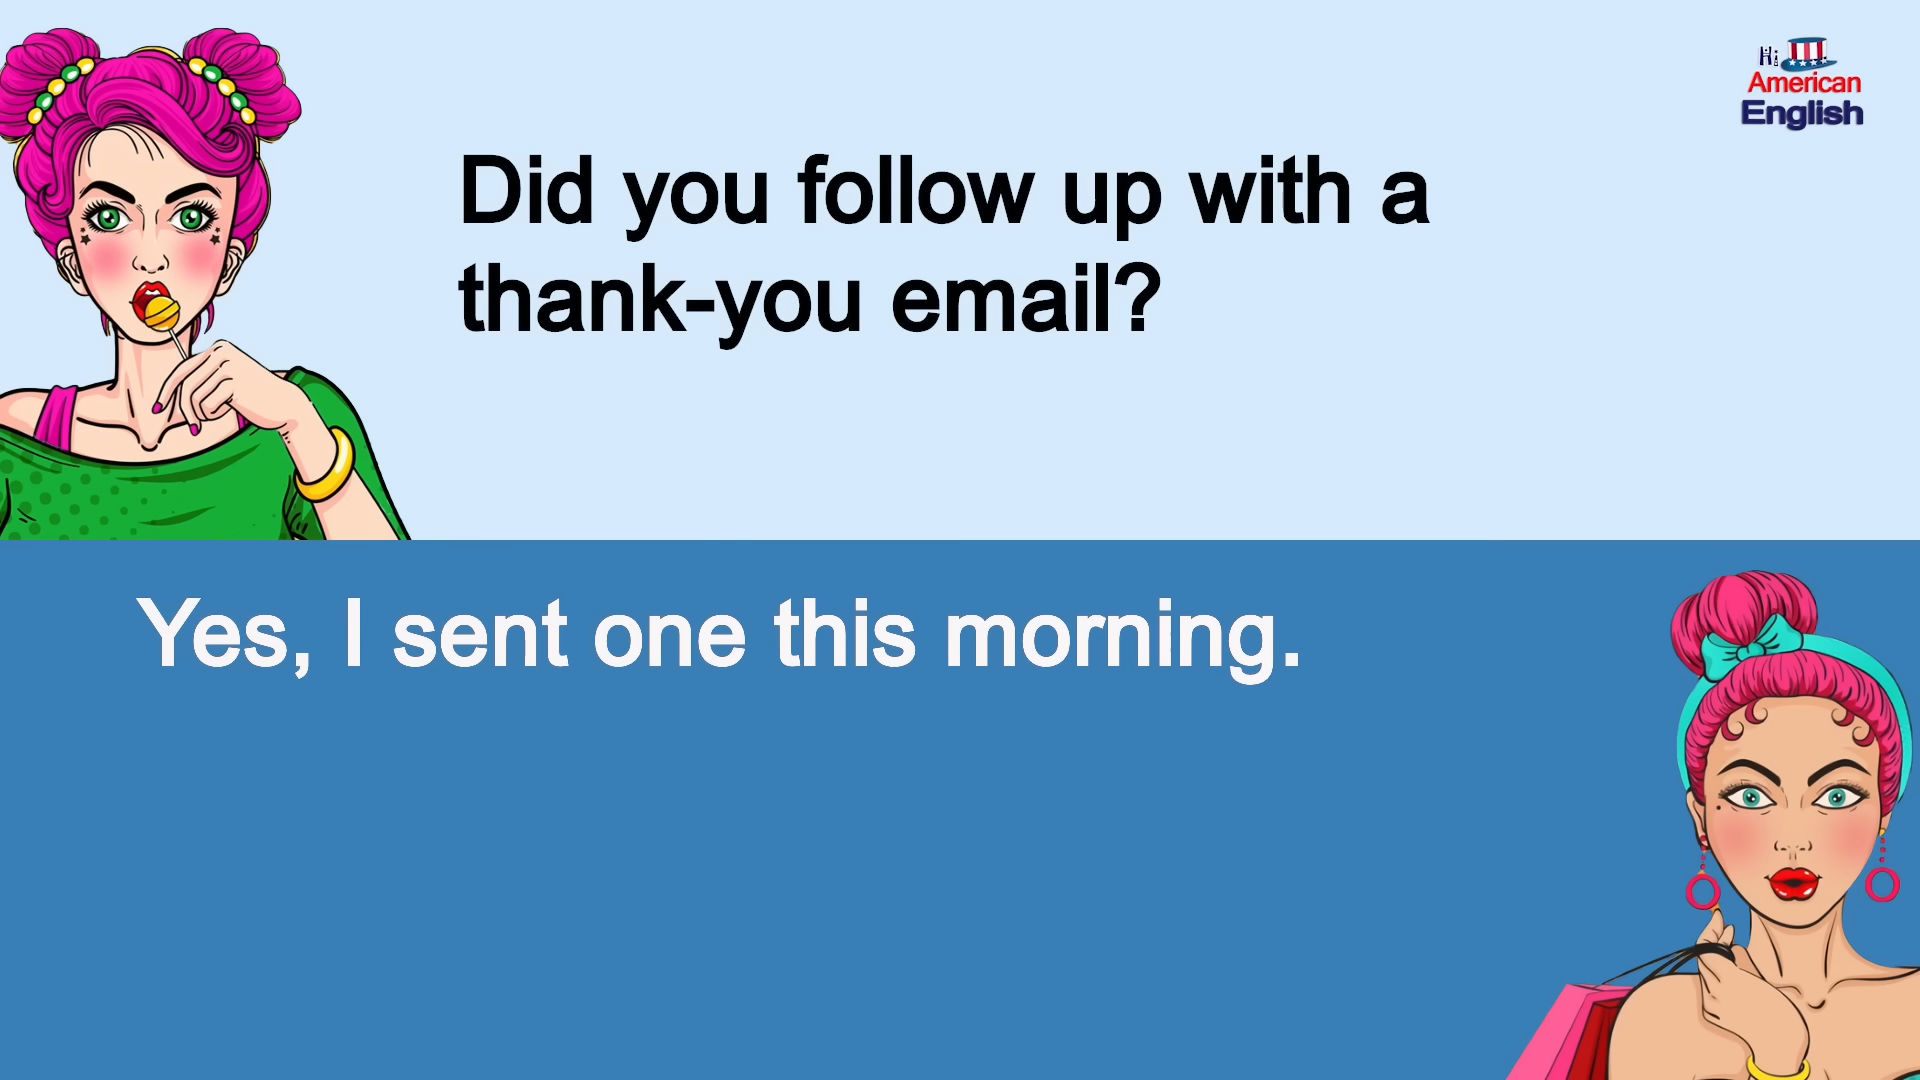 Hi
American
English
Did you follow up with a
thank-you email?
Yes, I sent one this morning.